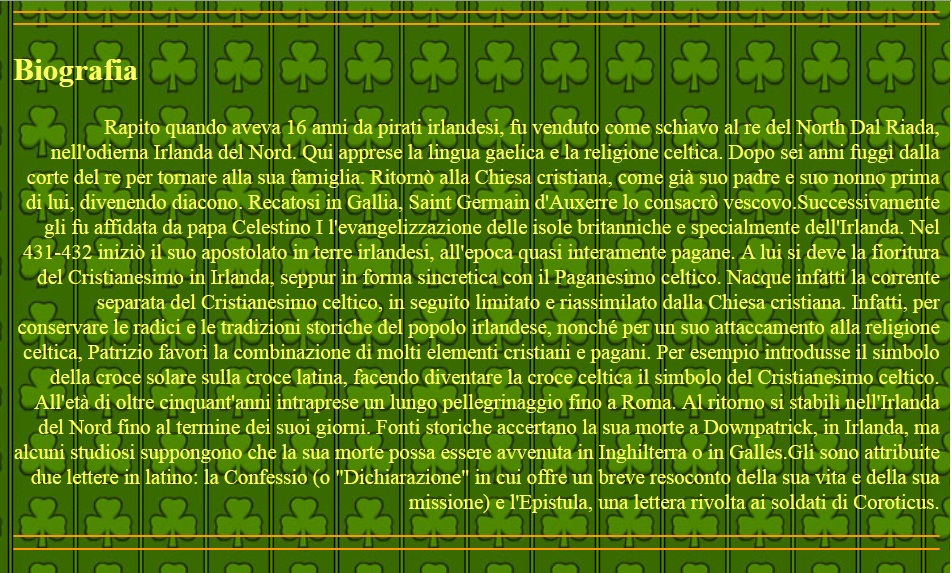 Biografia
Rapito quando aveva 16 anni da pirati irlandesi, fu venduto come schiavo al re del North Dal Riada,
nell'odierna Irlanda del Nord. Qui apprese la lingua gaelica e la religione celtica. Dopo sei anni fuggì dalla
corte del re per tornare alla sua famiglia. Ritornò alla Chiesa cristiana, come già suo padre e suo nonno prima
di lui, divenendo diacono. Recatosi in Gallia, Saint Germain d'Auxerre lo consacrò vescovo.Successivamente
gli fu affidata da papa Celestino I l'evangelizzazione delle isole britanniche e specialmente dell'Irlanda. Nel
431-432 iniziò il suo apostolato in terre irlandesi, all'epoca quasi interamente pagane. A lui si deve la fioritura
del Cristianesimo in Irlanda, seppur in forma sincretica con il Paganesimo celtico. Nacque infatti la corrente
separata del Cristianesimo celtico, in seguito limitato e riassimilato dalla Chiesa cristiana. Infatti, per
conservare le radici e le tradizioni storiche del popolo irlandese, nonché per un suo attaccamento alla religione
celtica, Patrizio favorì la combinazione di molti elementi cristiani e pagani. Per esempio introdusse il simbolo
della croce solare sulla croce latina, facendo diventare la croce celtica il simbolo del Cristianesimo celtico.
All'età di oltre cinquant'anni intraprese un lungo pellegrinaggio fino a Roma. Al ritorno si stabilì nell'Irlanda
del Nord fino al termine dei suoi giorni. Fonti storiche accertano la sua morte a Downpatrick, in Irlanda, ma
alcuni studiosi suppongono che la sua morte possa essere avvenuta in Inghilterra o in Galles.Gli sono attribuite
due lettere in latino: la Confessio (o "Dichiarazione" in cui offre un breve resoconto della sua vita e della sua
missione) e l'Epistula, una lettera rivolta ai soldati di Coroticus.